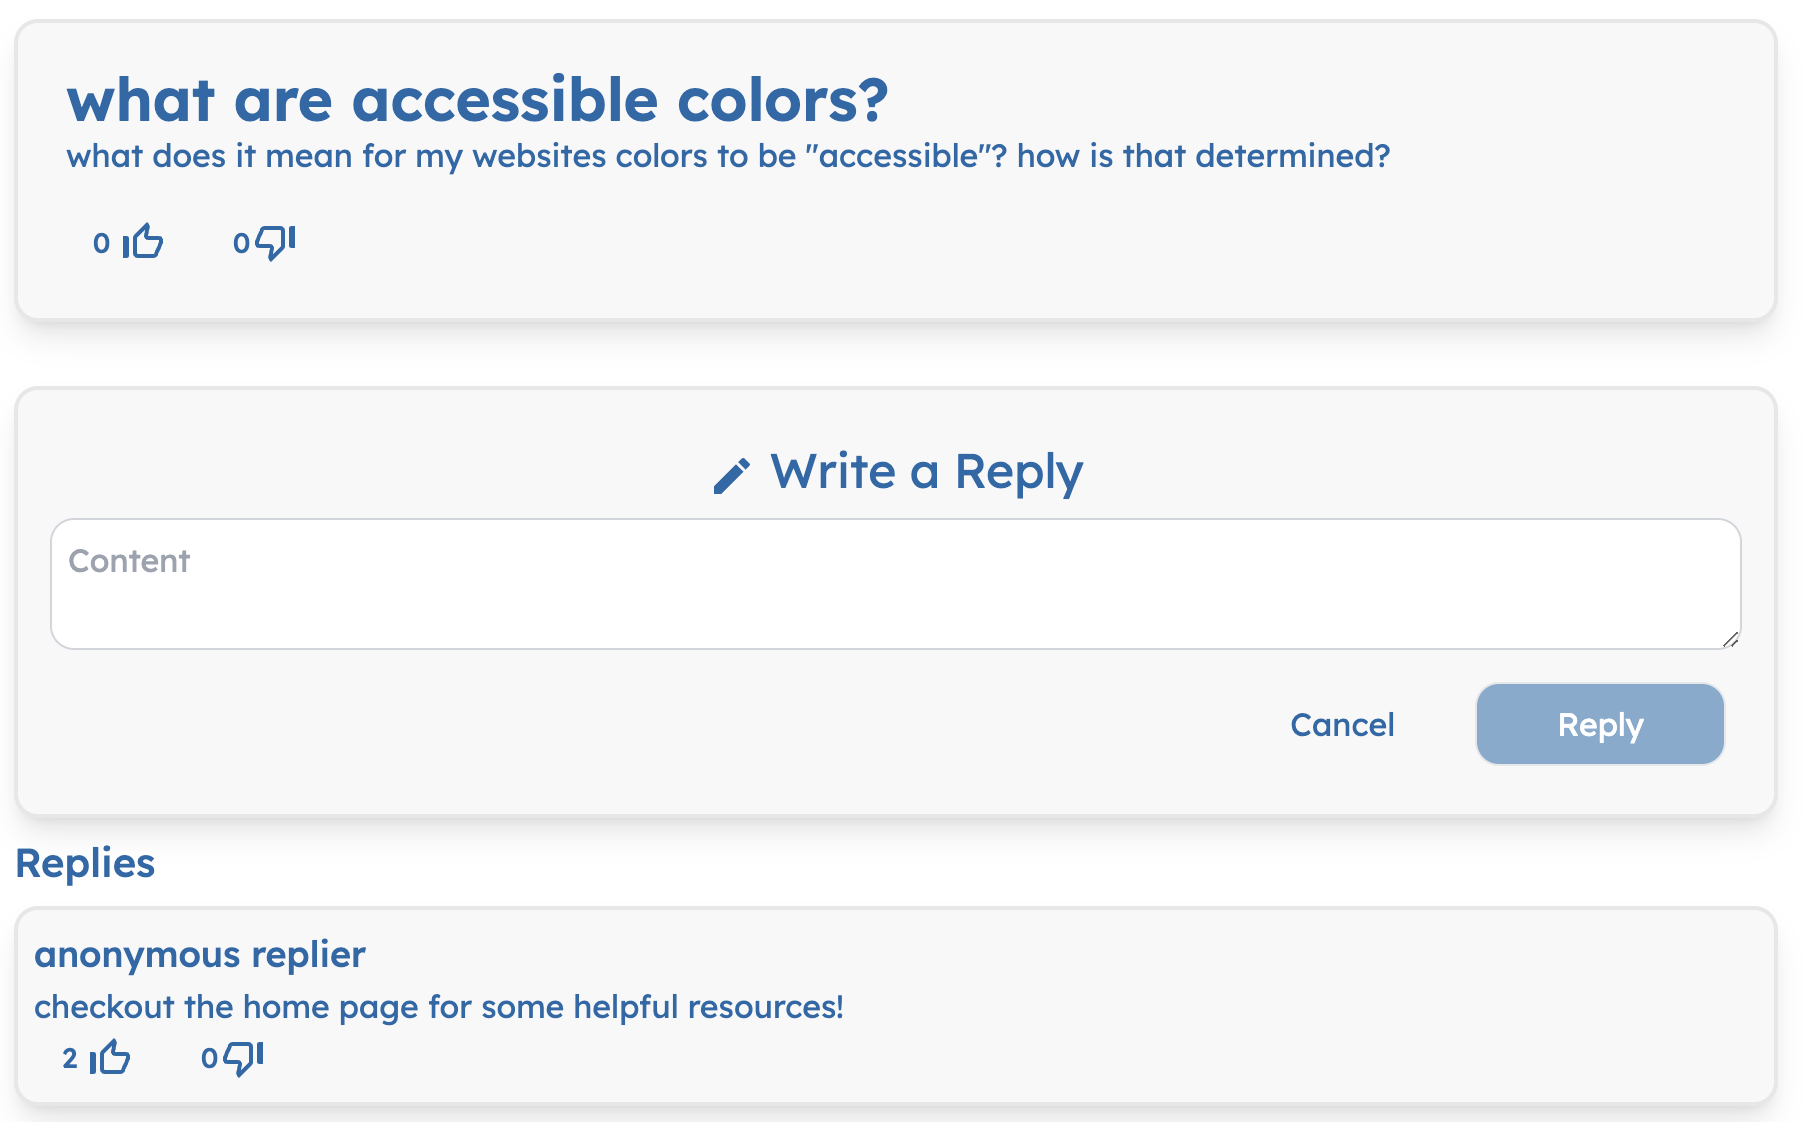 what are accessible colors?
what does it mean for my websites colors to be "accessible"? how is that determined?
0 0
Write a Reply
Content
Cancel Reply
Replies
anonymous replier
checkout the home page for some helpful resources!
2 0